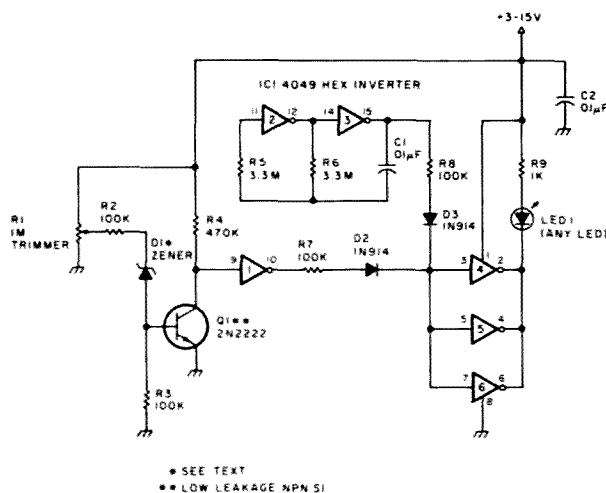 +3-15V
IC1 4049 HEX INVERTER
C2
.01µF
11
2
12
14
3
15
C1
.01µF
R5
3.3M
R6
3.3M
R8
100K
R9
1K
R1
1M
TRIMMER
R2
100K
R4
470K
D1*
ZENER
D3
1N914
LED1
(ANY LED)
9
1
10
R7
100K
D2
1N914
3
4
1
2
Q1**
2N2222
5
5
4
R3
100K
7
6
6
8
* SEE TEXT
** LOW LEAKAGE NPN SI